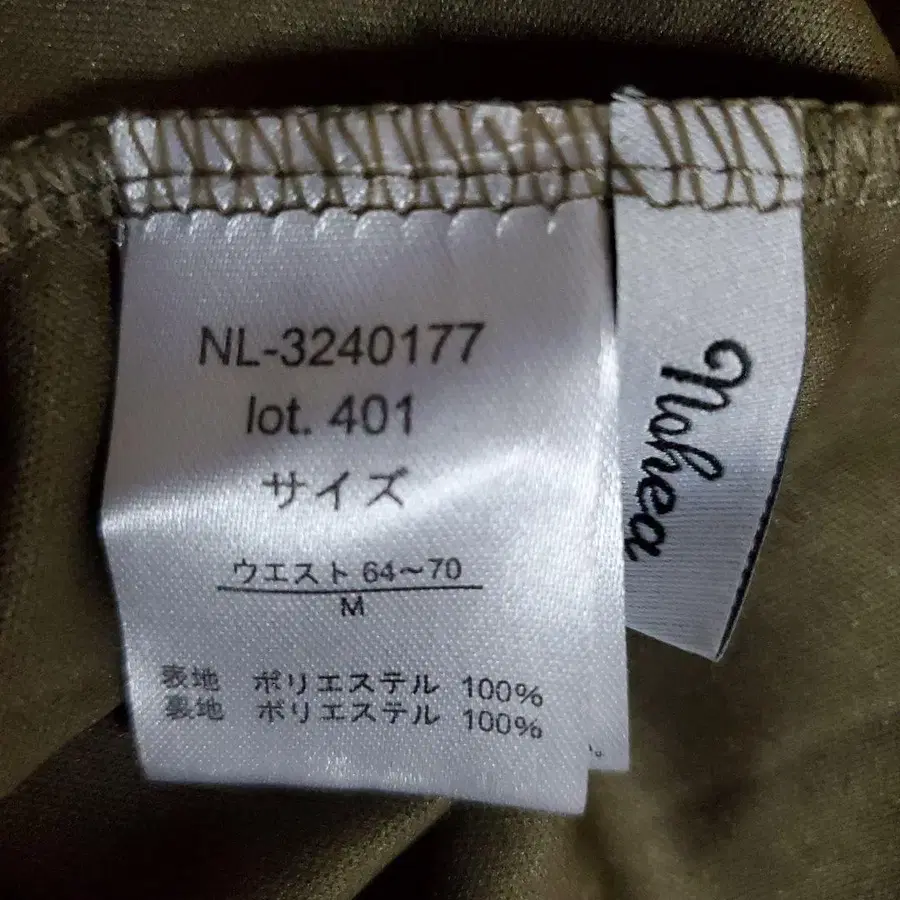 NL-3240177
lot. 401
サイズ
ウエスト 64〜70
M
表地 ポリエステル 100%
裏地 ポリエステル 100%
Nohea